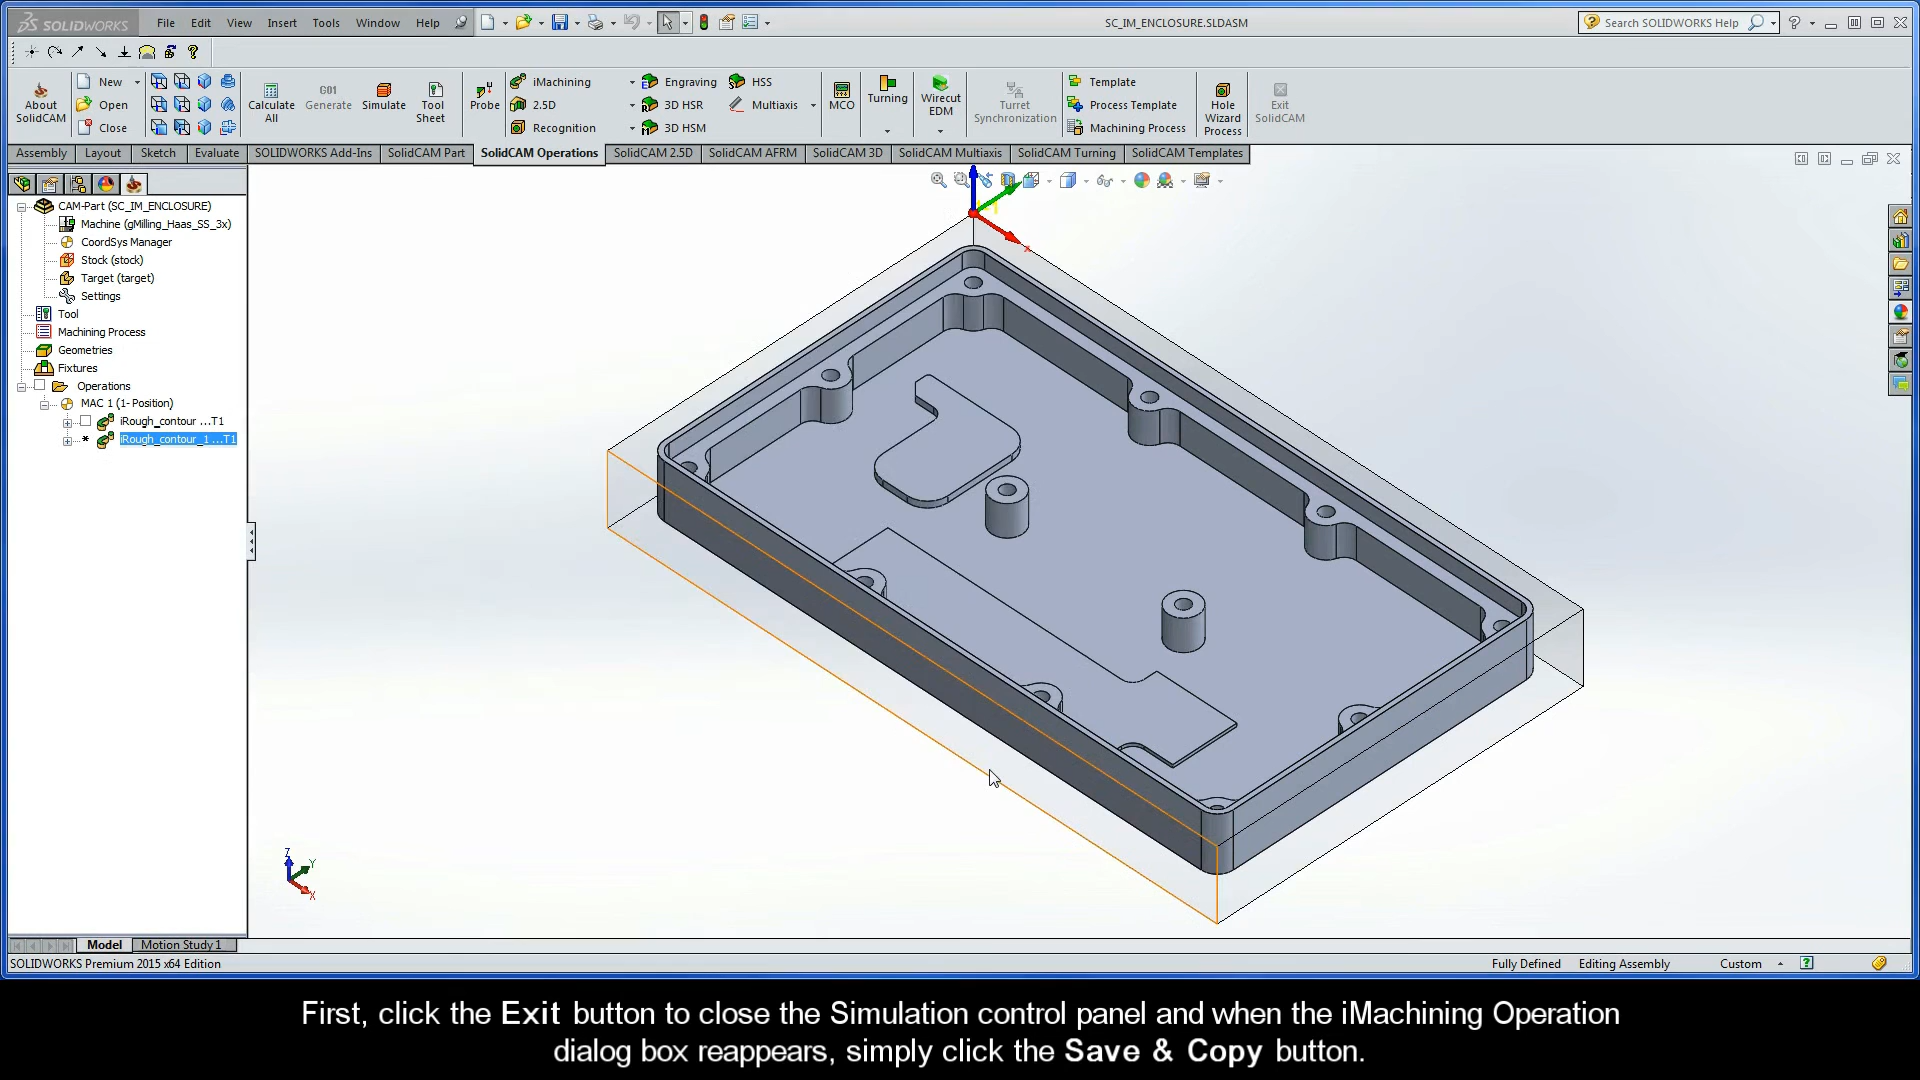 SOLIDWORKS File Edit View Insert Tools Window Help SC_IM_ENCLOSURE.SLDASM Search SOLIDWORKS Help
About SolidCAM
New
Open
Close
Calculate All
G01 Generate
Simulate
Tool Sheet
Probe
iMachining
2.5D
Recognition
Engraving
3D HSR
3D HSM
HSS
Multiaxis
MCO
Turning
Wirecut EDM
Turret Synchronization
Template
Process Template
Machining Process
Hole Wizard Process
Exit SolidCAM
Assembly Layout Sketch Evaluate SOLIDWORKS Add-Ins SolidCAM Part SolidCAM Operations SolidCAM 2.5D SolidCAM AFRM SolidCAM 3D SolidCAM Multiaxis SolidCAM Turning SolidCAM Templates
CAM-Part (SC_IM_ENCLOSURE)
Machine (gMilling_Haas_SS_3x)
CoordSys Manager
Stock (stock)
Target (target)
Settings
Tool
Machining Process
Geometries
Fixtures
Operations
MAC 1 (1- Position)
iRough_contour ...T1
* iRough_contour_1 ...T1
x
Z
Y
X
Model Motion Study 1
SOLIDWORKS Premium 2015 x64 Edition Fully Defined Editing Assembly Custom
First, click the Exit button to close the Simulation control panel and when the iMachining Operation
dialog box reappears, simply click the Save & Copy button.